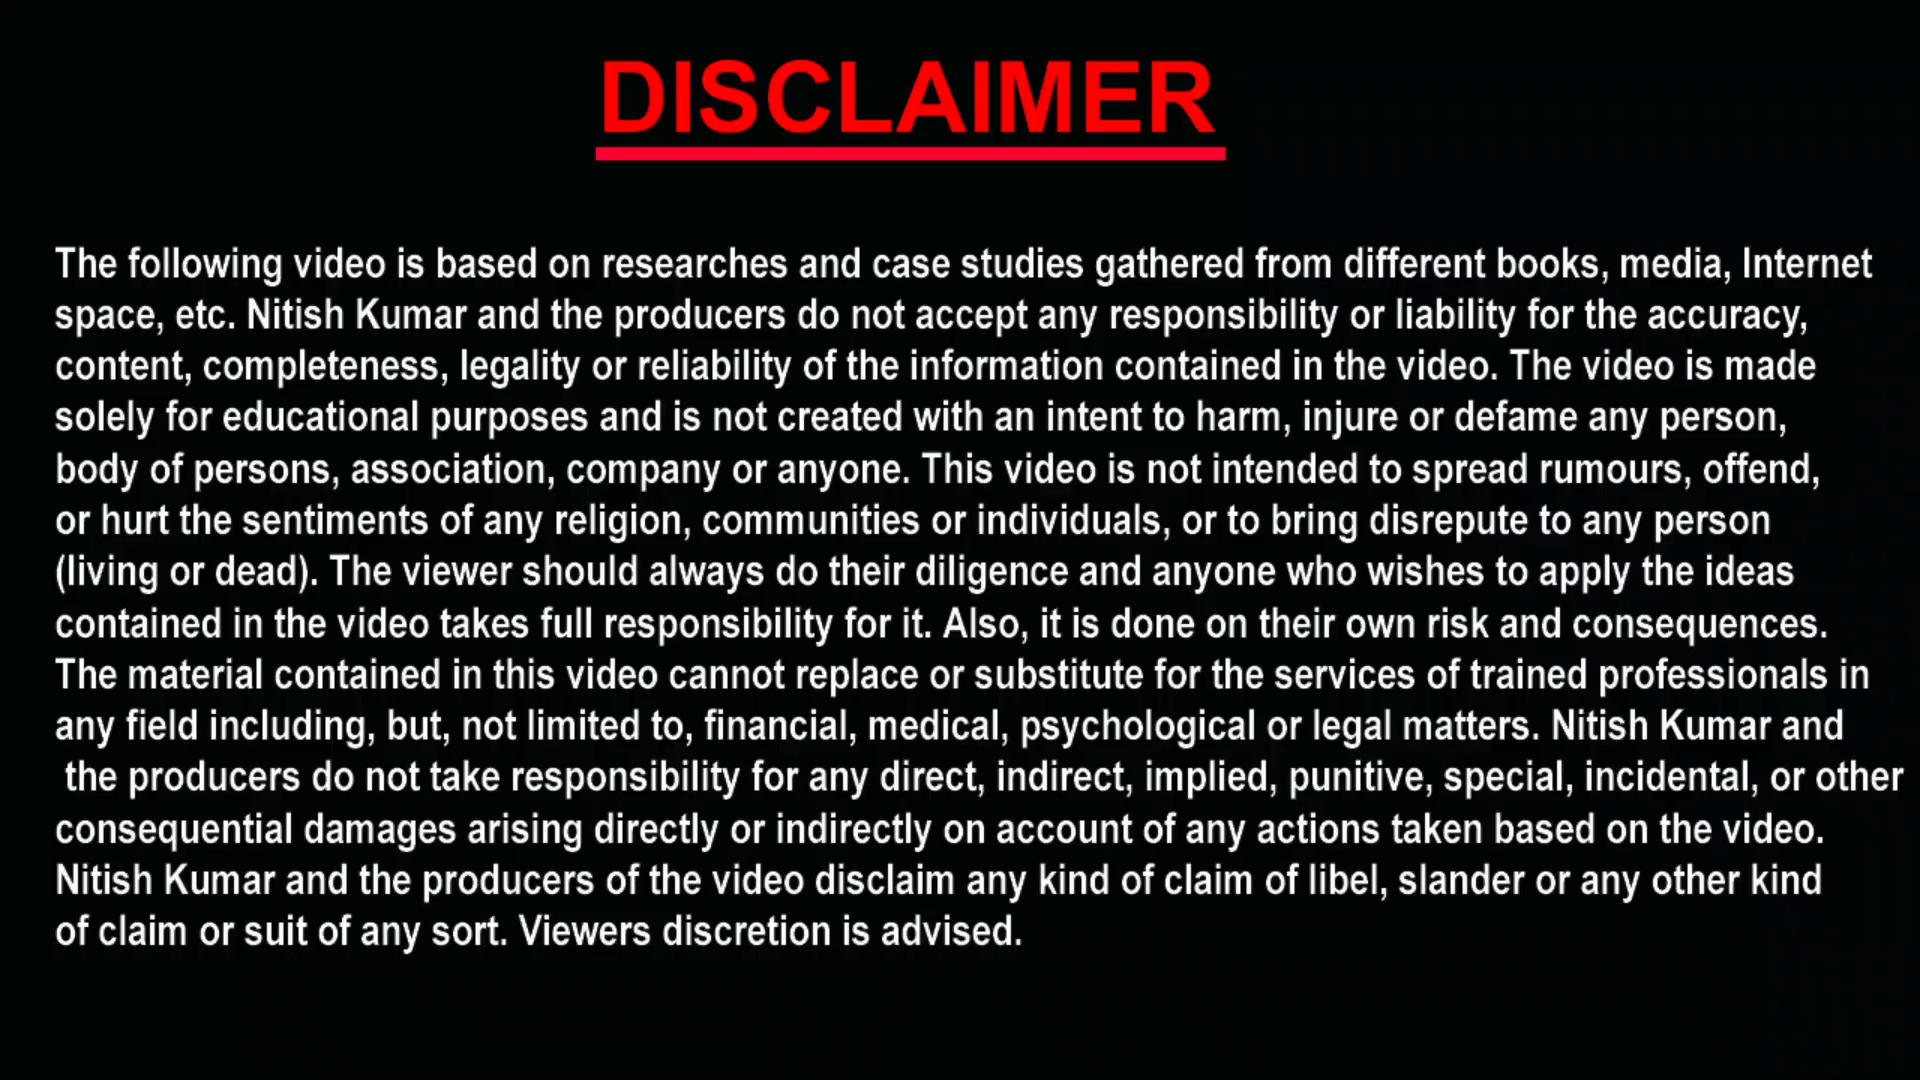 DISCLAIMER
The following video is based on researches and case studies gathered from different books, media, Internet
space, etc. Nitish Kumar and the producers do not accept any responsibility or liability for the accuracy,
content, completeness, legality or reliability of the information contained in the video. The video is made
solely for educational purposes and is not created with an intent to harm, injure or defame any person,
body of persons, association, company or anyone. This video is not intended to spread rumours, offend,
or hurt the sentiments of any religion, communities or individuals, or to bring disrepute to any person
(living or dead). The viewer should always do their diligence and anyone who wishes to apply the ideas
contained in the video takes full responsibility for it. Also, it is done on their own risk and consequences.
The material contained in this video cannot replace or substitute for the services of trained professionals in
any field including, but, not limited to, financial, medical, psychological or legal matters. Nitish Kumar and
the producers do not take responsibility for any direct, indirect, implied, punitive, special, incidental, or other
consequential damages arising directly or indirectly on account of any actions taken based on the video.
Nitish Kumar and the producers of the video disclaim any kind of claim of libel, slander or any other kind
of claim or suit of any sort. Viewers discretion is advised.